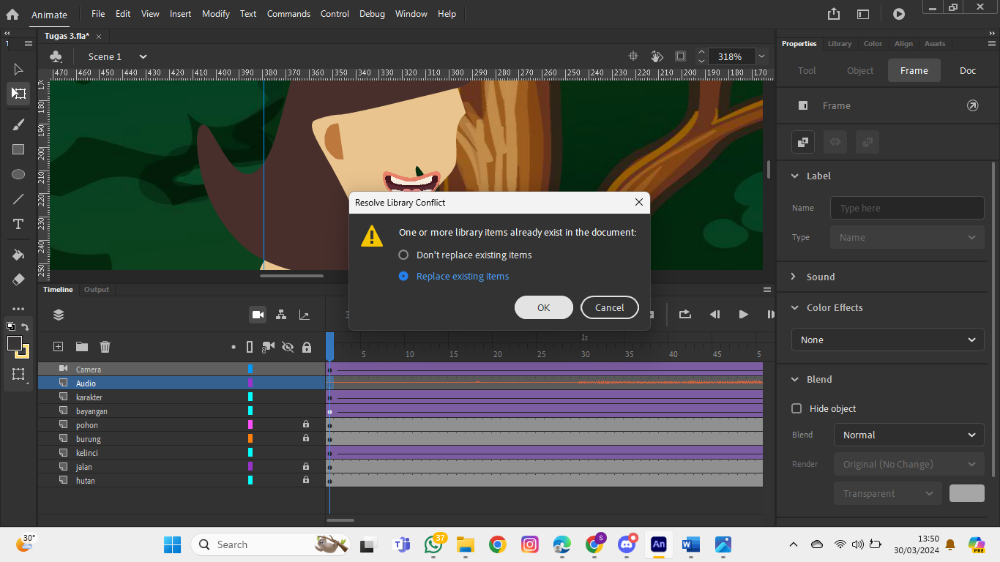 Animate File Edit View Insert Modify Text Commands Control Debug Window Help
Tugas 3.fla*
Scene 1 318%
470 460 450 440 430 420 410 400 390 380 370 360 350 340 330 320 310 300 290 280 270 260 250 240 230 220 210 200 190 180 170
180
190
200
210
220
230
240
250
Properties Library Color Align Assets
Tool Object Frame Doc
Frame
Label
Name Type here
Type Name
Sound
Color Effects
None
Blend
Hide object
Blend Normal
Render Original (No Change)
Transparent
Resolve Library Conflict
One or more library items already exist in the document:
Don't replace existing items
Replace existing items
OK Cancel
Timeline Output
1s
5 10 15 20 25 30 35 40 45 5
Camera
Audio
karakter
bayangan
pohon
burung
kelinci
jalan
hutan
30°
Search
37
S
An
W
PRE
13:50
30/03/2024